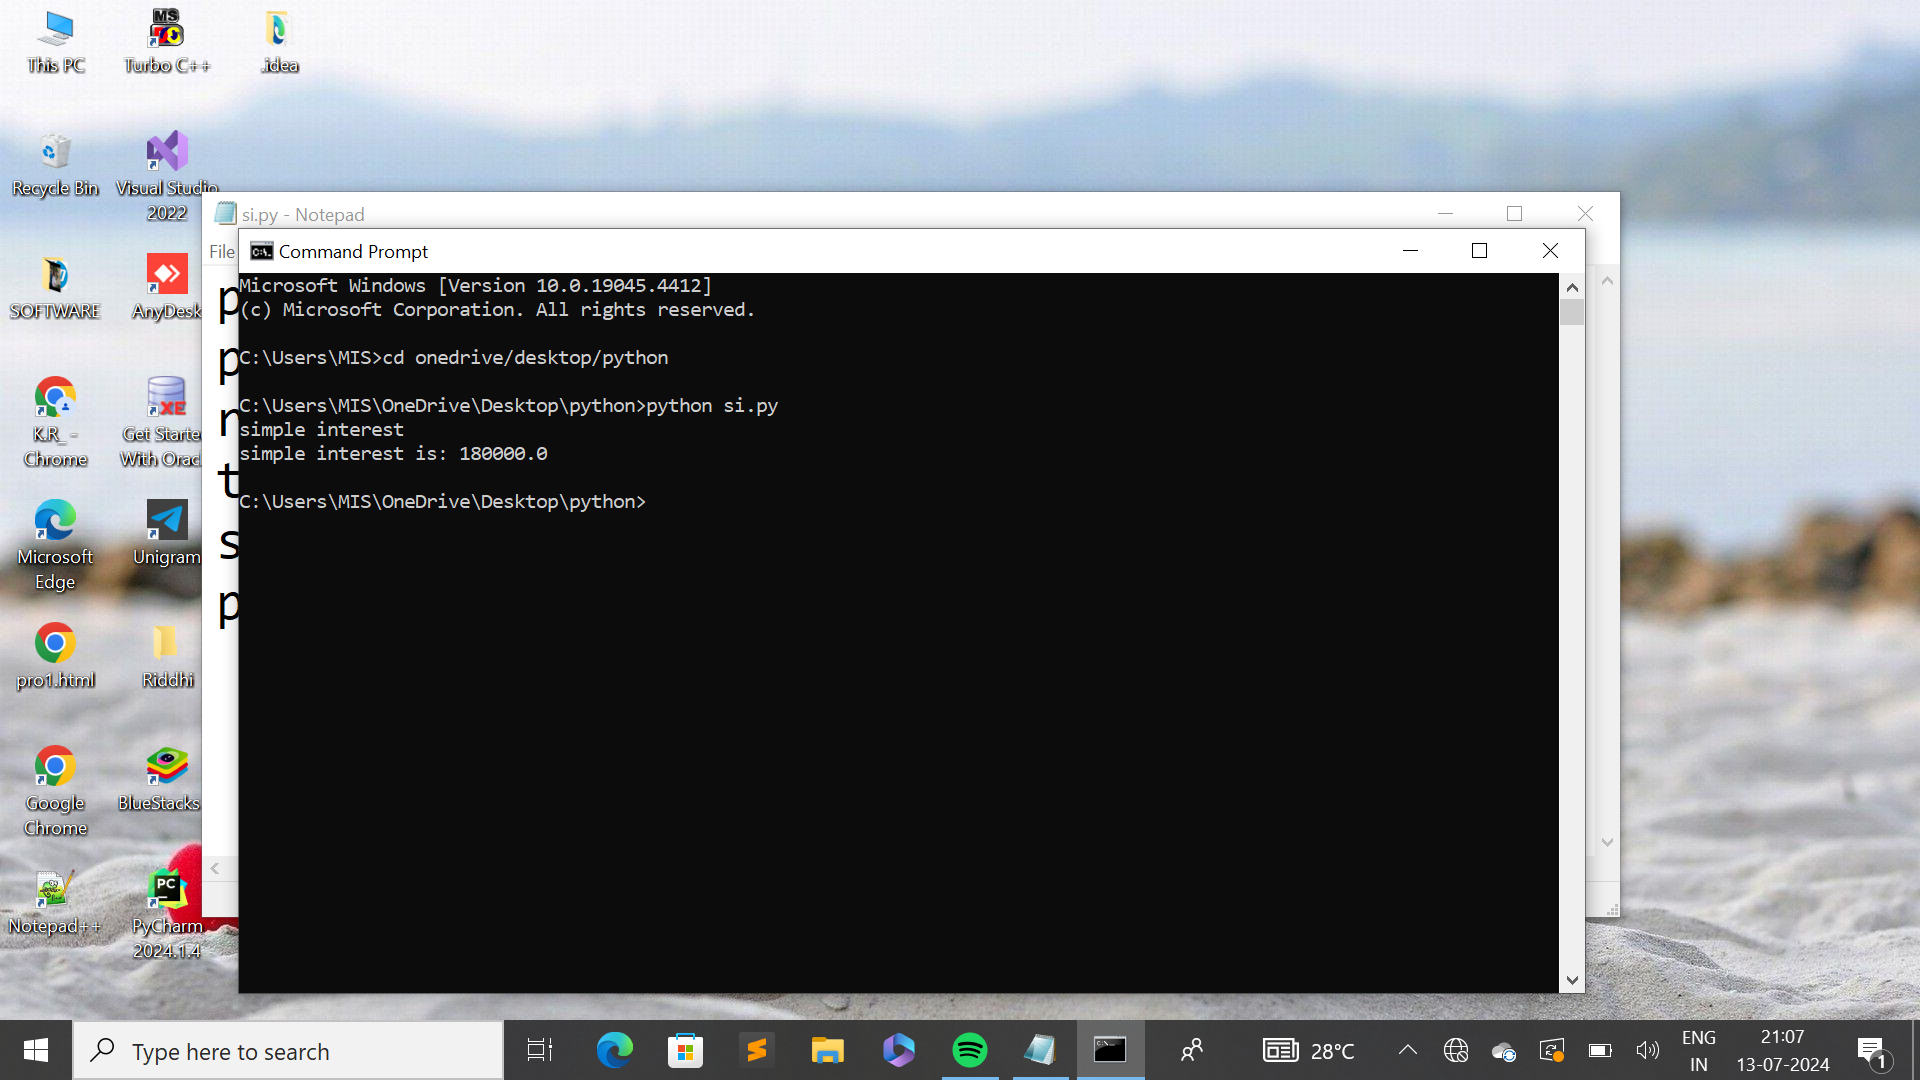 This PC
Turbo C++
.idea
Recycle Bin
Visual Studio
2022
SOFTWARE
AnyDesk
K.R_ -
Chrome
Get Starte
With Orac
Microsoft
Edge
Unigram
pro1.html
Riddhi
Google
Chrome
BlueStacks
Notepad++
PyCharm
2024.1.4
si.py - Notepad
File
p
p
n
t
s
p
Command Prompt
Microsoft Windows [Version 10.0.19045.4412]
(c) Microsoft Corporation. All rights reserved.
C:\Users\MIS>cd onedrive/desktop/python
C:\Users\MIS\OneDrive\Desktop\python>python si.py
simple interest
simple interest is: 180000.0
C:\Users\MIS\OneDrive\Desktop\python>
Type here to search
28°C
ENG
IN
21:07
13-07-2024
1